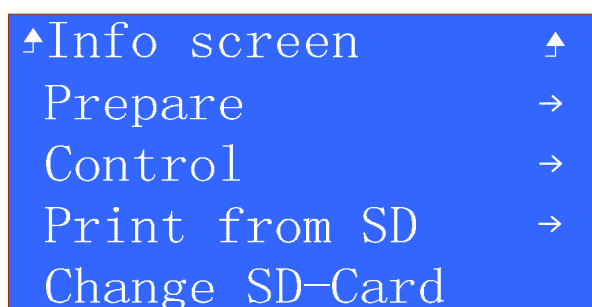 Info screen
Prepare →
Control →
Print from SD →
Change SD-Card